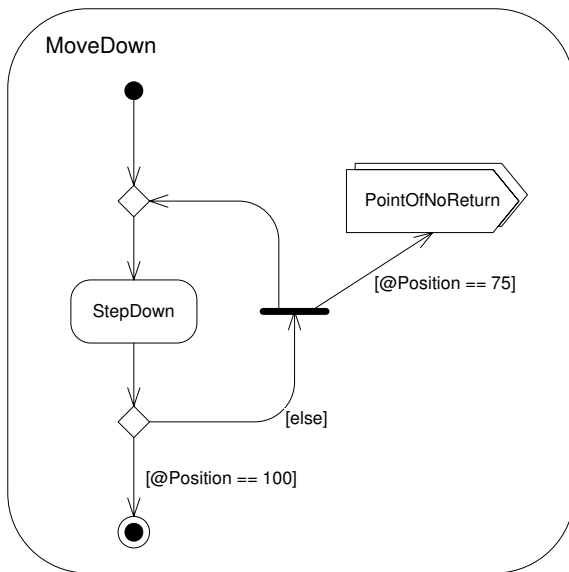 MoveDown
PointOfNoReturn
[@Position == 75]
StepDown
[else]
[@Position == 100]